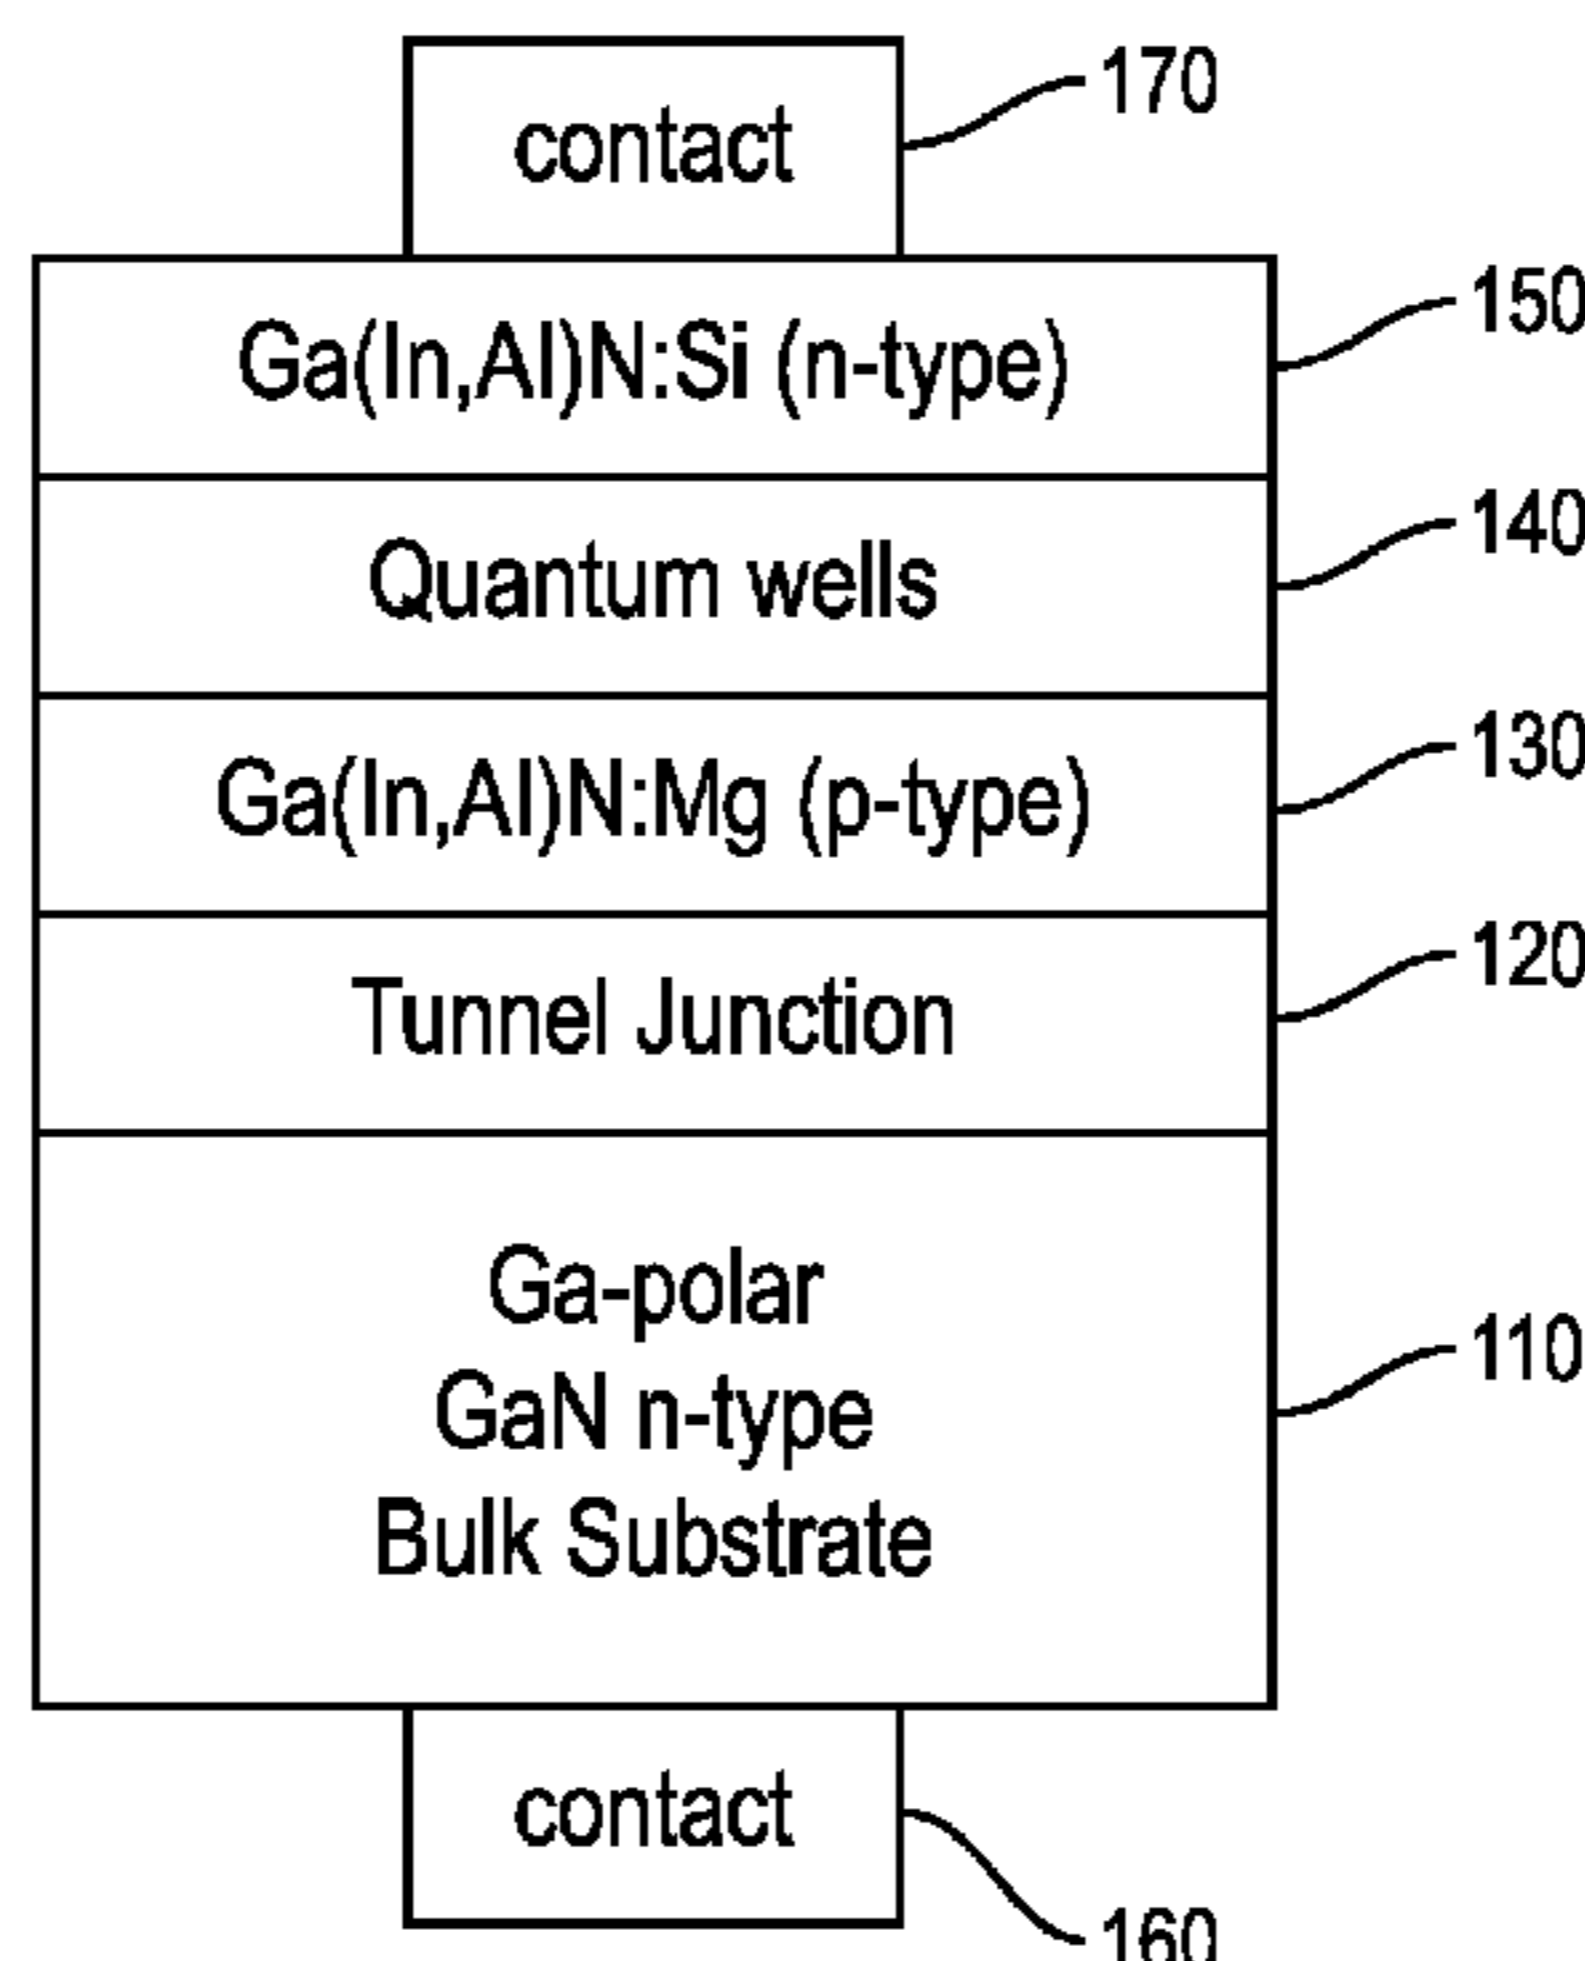 contact
170
Ga(In,Al)N:Si (n-type)
150
Quantum wells
140
Ga(In,Al)N:Mg (p-type)
130
Tunnel Junction
120
Ga-polar
GaN n-type
Bulk Substrate
110
contact
160